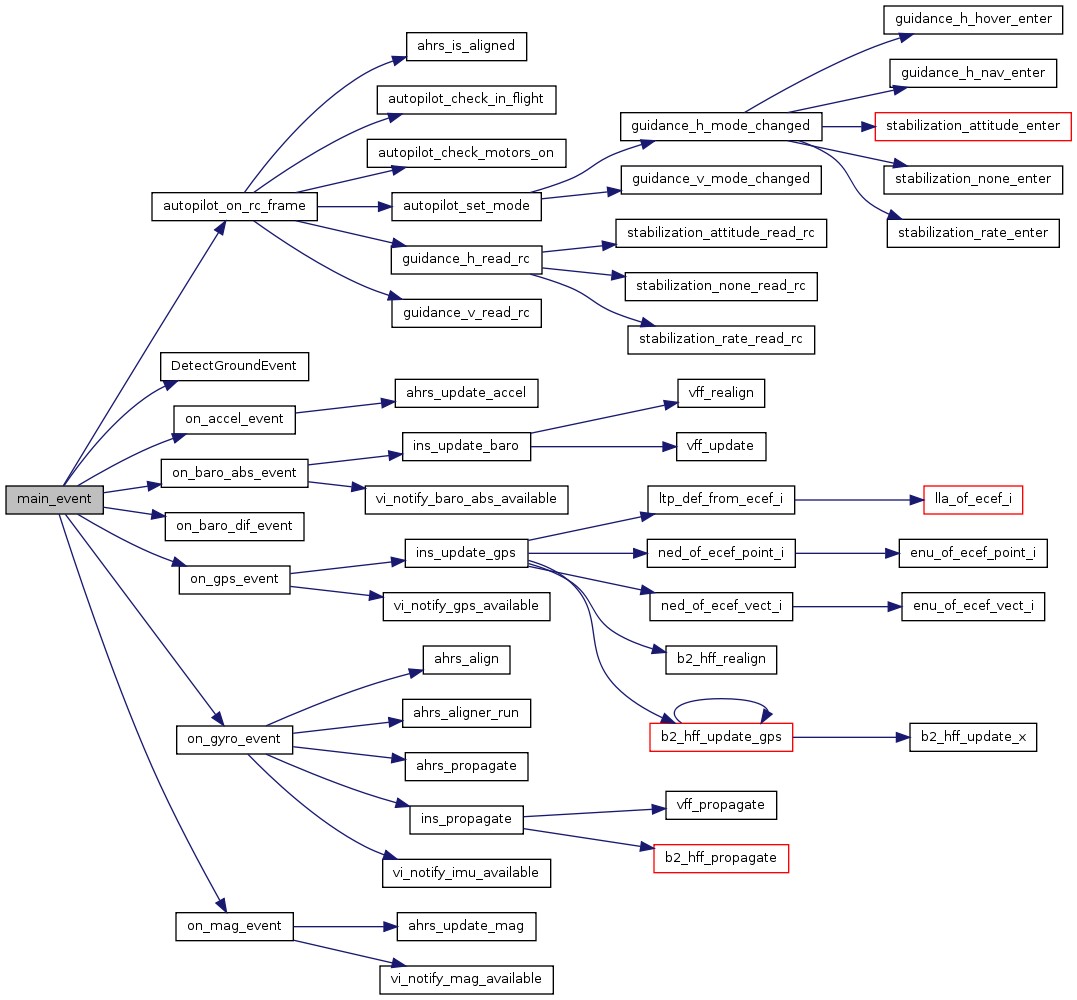 guidance_h_hover_enter
ahrs_is_aligned
guidance_h_nav_enter
autopilot_check_in_flight
guidance_h_mode_changed
stabilization_attitude_enter
autopilot_check_motors_on
guidance_v_mode_changed
stabilization_none_enter
autopilot_on_rc_frame
autopilot_set_mode
stabilization_attitude_read_rc
stabilization_rate_enter
guidance_h_read_rc
stabilization_none_read_rc
guidance_v_read_rc
stabilization_rate_read_rc
DetectGroundEvent
ahrs_update_accel
vff_realign
on_accel_event
ins_update_baro
vff_update
on_baro_abs_event
main_event
vi_notify_baro_abs_available
ltp_def_from_ecef_i
lla_of_ecef_i
on_baro_dif_event
ins_update_gps
ned_of_ecef_point_i
enu_of_ecef_point_i
on_gps_event
vi_notify_gps_available
ned_of_ecef_vect_i
enu_of_ecef_vect_i
ahrs_align
b2_hff_realign
ahrs_aligner_run
on_gyro_event
b2_hff_update_gps
b2_hff_update_x
ahrs_propagate
ins_propagate
vff_propagate
vi_notify_imu_available
b2_hff_propagate
on_mag_event
ahrs_update_mag
vi_notify_mag_available